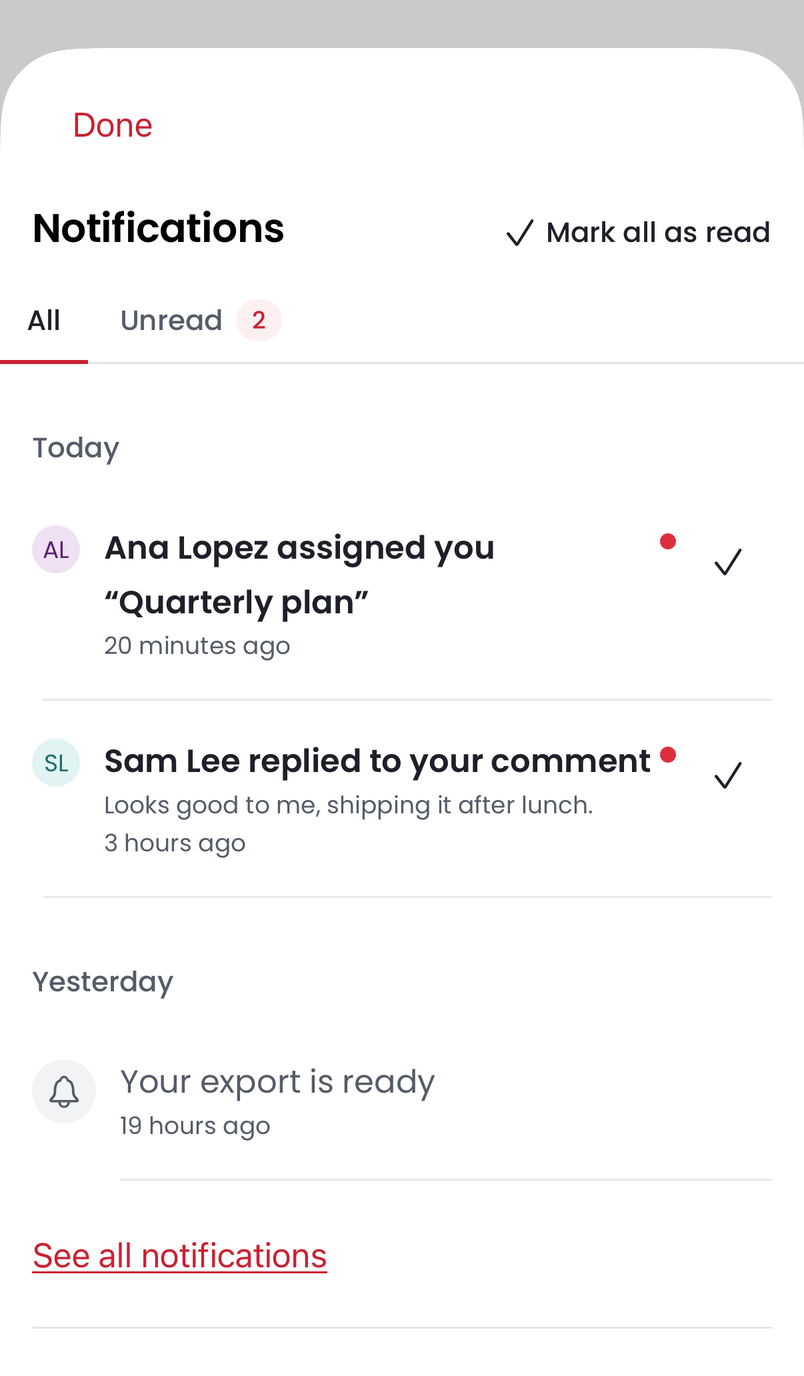 Done
Notifications
Mark all as read
All
Unread 2
Today
AL
Ana Lopez assigned you
“Quarterly plan”
20 minutes ago
SL
Sam Lee replied to your comment
Looks good to me, shipping it after lunch.
3 hours ago
Yesterday
Your export is ready
19 hours ago
See all notifications